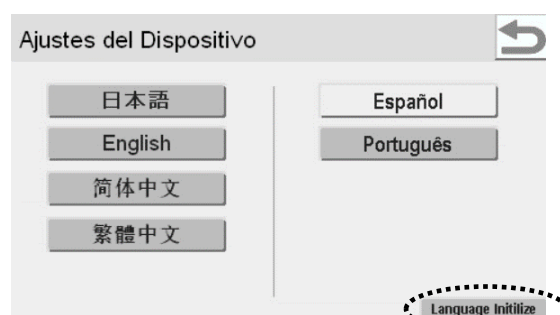 Ajustes del Dispositivo
日本語
English
简体中文
繁體中文
Español
Português
Language Initilize